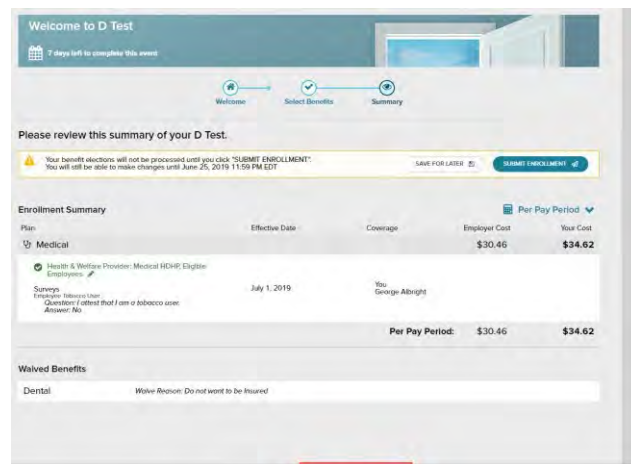 Welcome to D Test
7 days left to complete this event
Welcome
Select Benefits
Summary
Please review this summary of your D Test.
Your benefit elections will not be processed until you click "SUBMIT ENROLLMENT".
You will still be able to make changes until June 25, 2019 11:59 PM EDT
SAVE FOR LATER
SUBMIT ENROLLMENT
Enrollment Summary
Per Pay Period
Plan Effective Date Coverage Employer Cost Your Cost
Medical $30.46 $34.62
Health & Welfare Provider: Medical HDHP, Eligible
Employees
Surveys July 1, 2019 You
Employee Tobacco User George Albright
Question: I attest that I am a tobacco user.
Answer: No
Per Pay Period: $30.46 $34.62
Waived Benefits
Dental Waive Reason: Do not want to be Insured